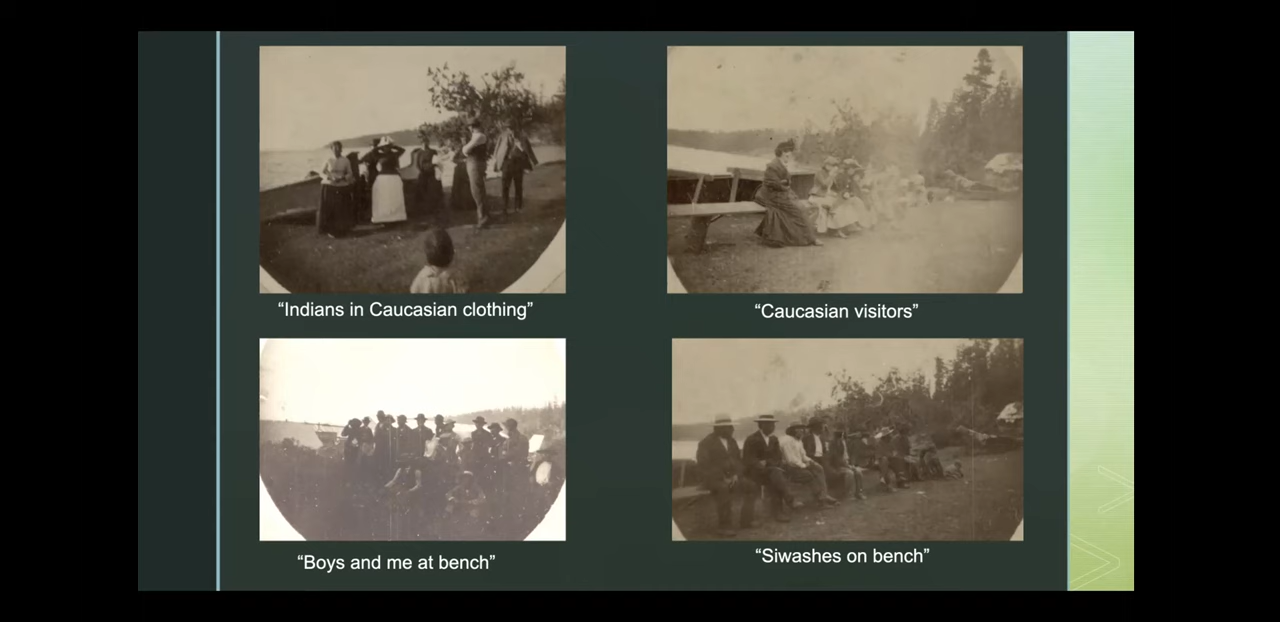 “Indians in Caucasian clothing”
“Caucasian visitors”
“Boys and me at bench”
“Siwashes on bench”